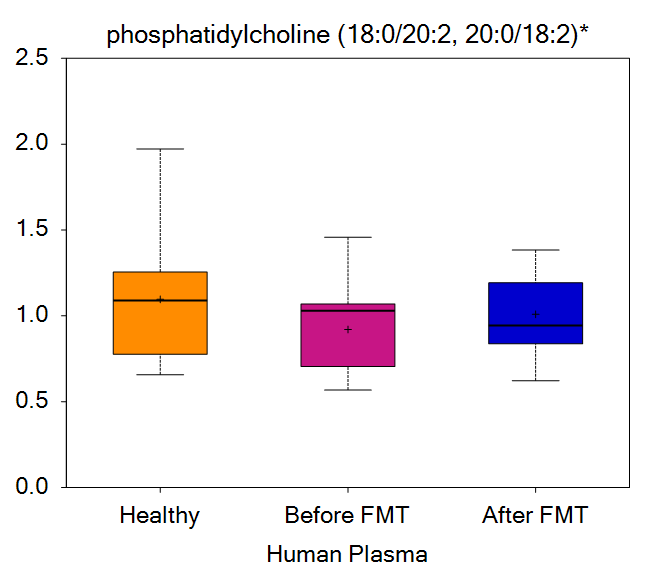 phosphatidylcholine (18:0/20:2, 20:0/18:2)*
2.5
2.0
1.5
1.0
0.5
0.0
Healthy Before FMT After FMT
Human Plasma